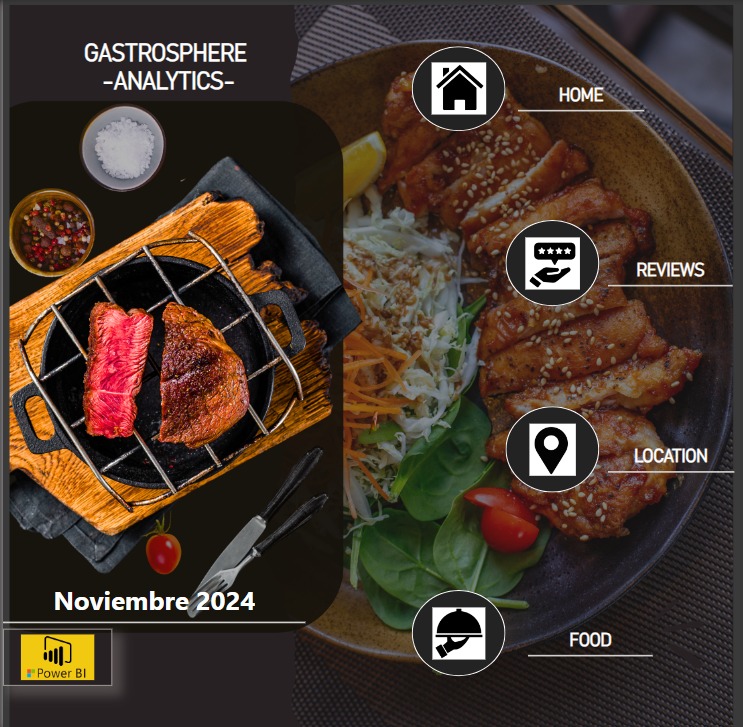 GASTROSPHERE
-ANALYTICS-
HOME
REVIEWS
LOCATION
FOOD
Noviembre 2024
Power BI